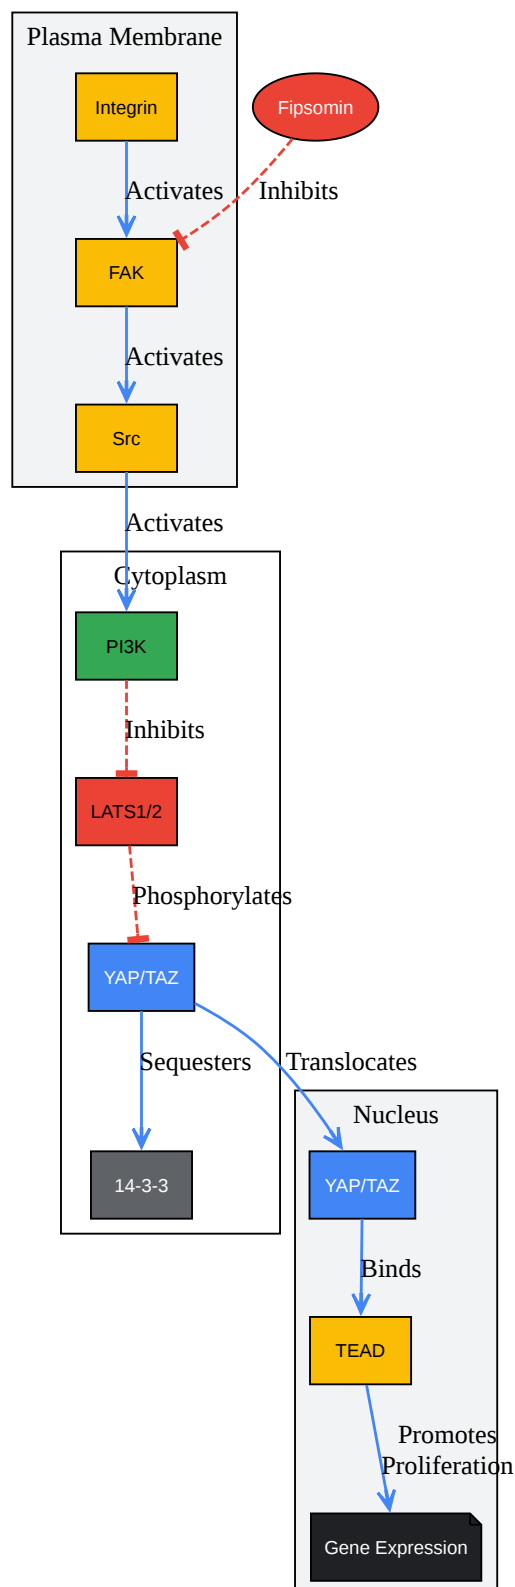 Plasma Membrane
Integrin
Fipsomin
Activates
Inhibits
FAK
Activates
Src
Activates
Cytoplasm
PI3K
Inhibits
LATS1/2
Phosphorylates
YAP/TAZ
Sequesters
Translocates
Nucleus
14-3-3
YAP/TAZ
Binds
TEAD
Promotes
Proliferation
Gene Expression